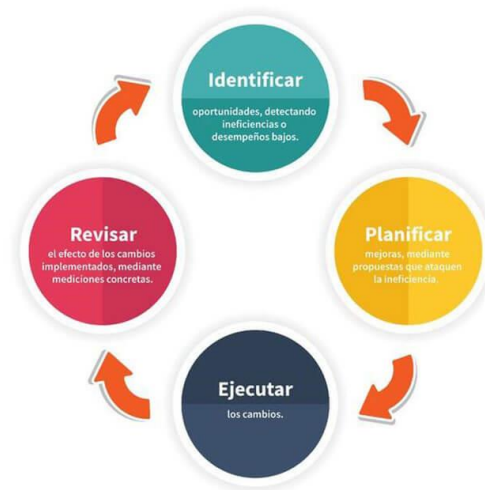 Identificar
oportunidades, detectando
ineficiencias o
desempeños bajos.
Planificar
mejoras, mediante
propuestas que ataquen
la ineficiencia.
Ejecutar
los cambios.
Revisar
el efecto de los cambios
implementados, mediante
mediciones concretas.